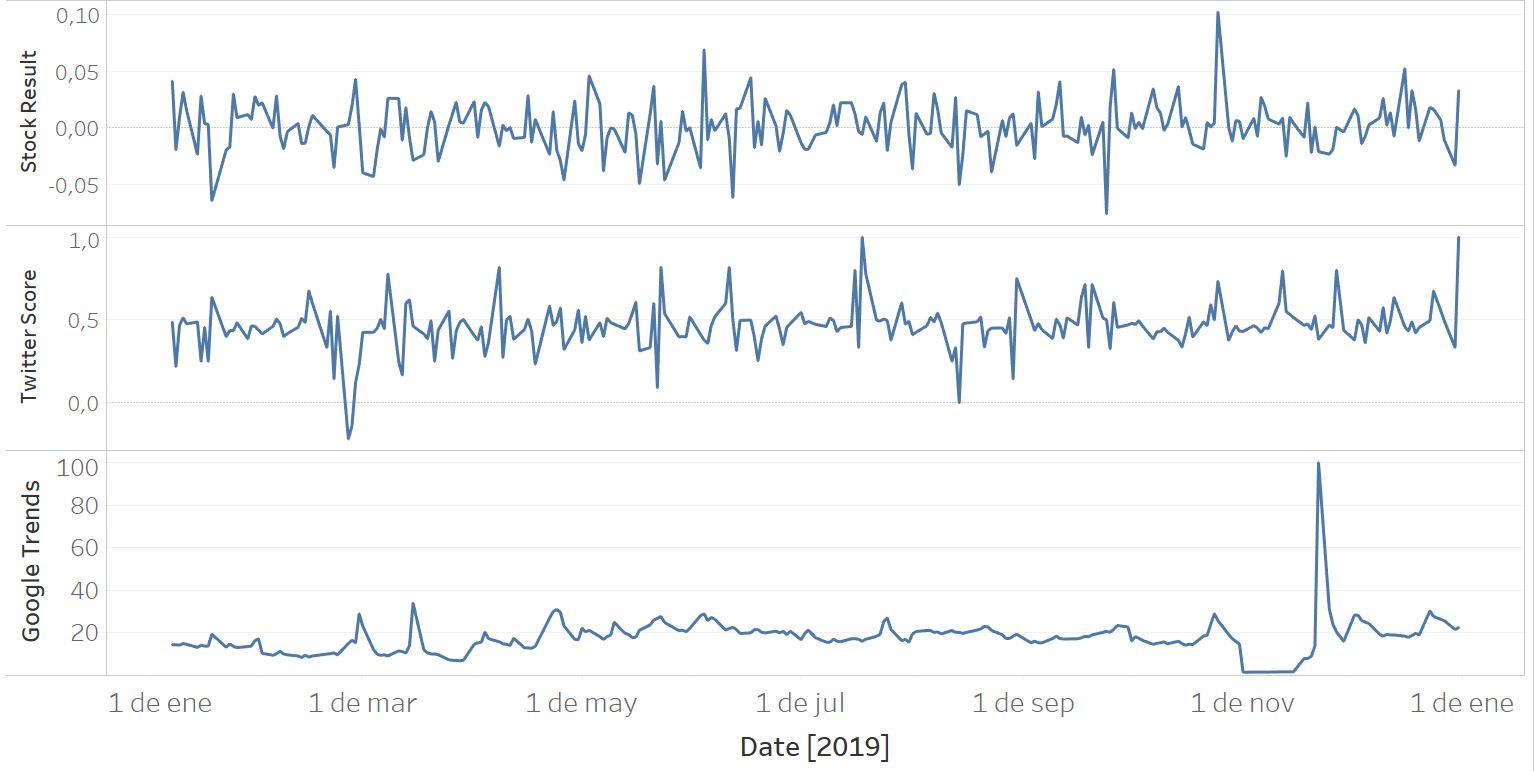 Stock Result
0,10
0,05
0,00
-0,05
Twitter Score
1,0
0,5
0,0
Google Trends
100
80
60
40
20
1 de ene 1 de mar 1 de may 1 de jul 1 de sep 1 de nov 1 de ene
Date [2019]